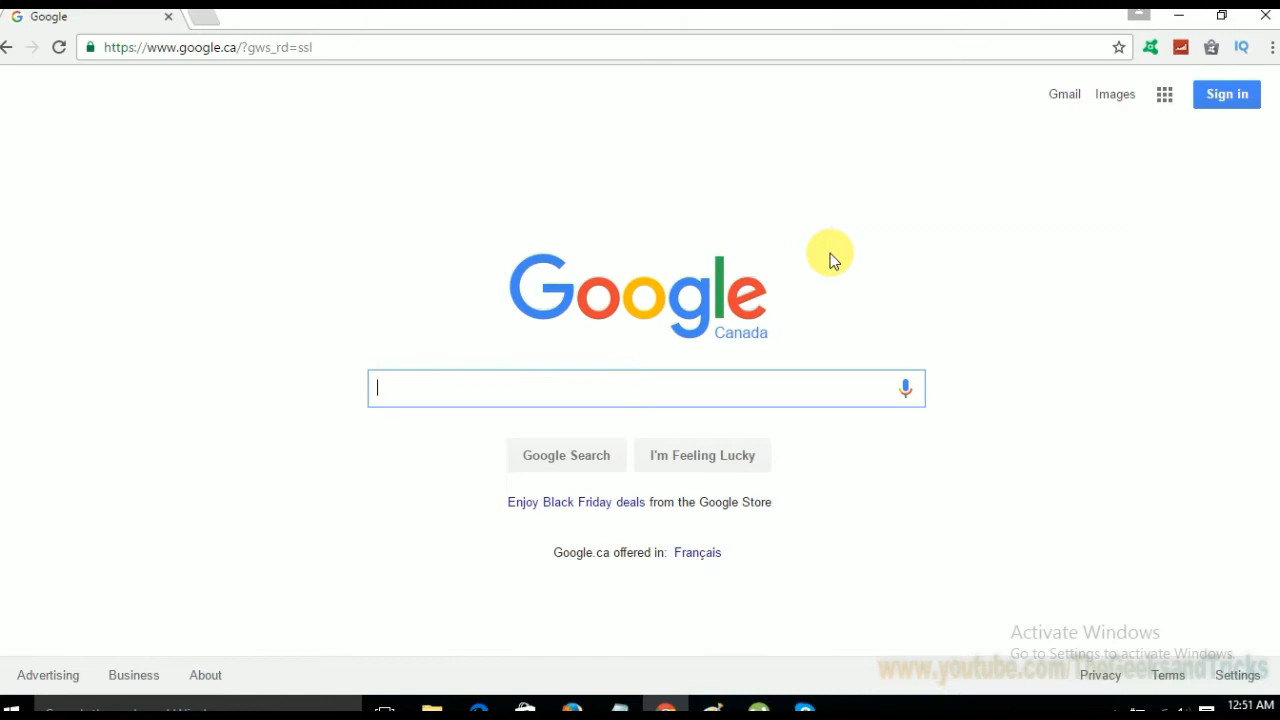 Google
https://www.google.ca/?gws_rd=ssl
IQ
Gmail Images Sign in
Google
Canada
Google Search I'm Feeling Lucky
Enjoy Black Friday deals from the Google Store
Google.ca offered in: Français
Activate Windows
Go to Settings to activate Windows.
www.youtube.com/TheGeeksandTricks
Advertising Business About Privacy Terms Settings
12:51 AM